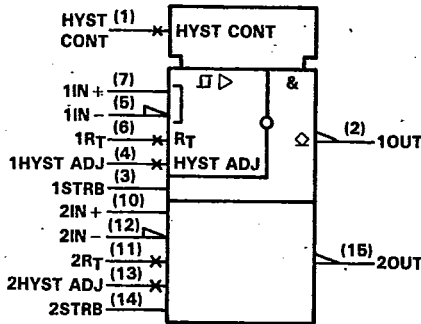 HYST (1)
CONT
HYST CONT
1IN + (7)
1IN - (5)
1RT (6)
1HYST ADJ (4)
1STRB (3)
2IN + (10)
2IN - (12)
2RT (11)
2HYST ADJ (13)
2STRB (14)
&
RT
HYST ADJ
(2) 1OUT
(15) 2OUT